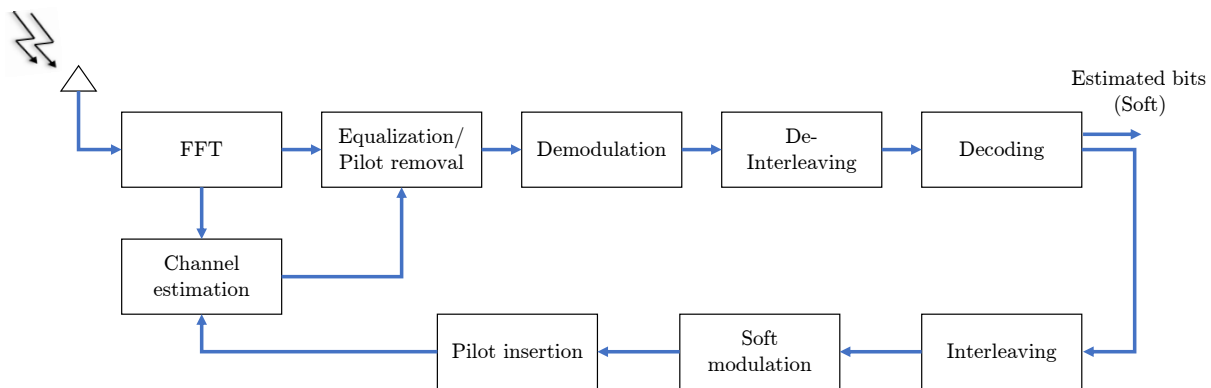 Estimated bits
(Soft)
FFT
Equalization/
Pilot removal
Demodulation
De-
Interleaving
Decoding
Channel
estimation
Pilot insertion
Soft
modulation
Interleaving